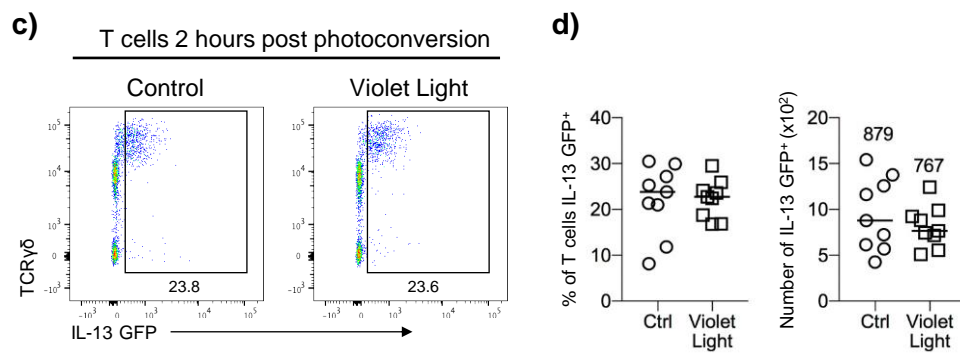 c)
T cells 2 hours post photoconversion
Control
Violet Light
TCRγδ
10⁵
10⁴
10³
0
-10³
23.8
-10³ 0 10³ 10⁴ 10⁵
10⁵
10⁴
10³
0
-10³
23.6
-10³ 0 10³ 10⁴ 10⁵
IL-13 GFP
d)
% of T cells IL-13 GFP⁺
40
30
20
10
0
Ctrl
Violet
Light
Number of IL-13 GFP⁺ (x10²)
20
15
10
5
0
879
767
Ctrl
Violet
Light